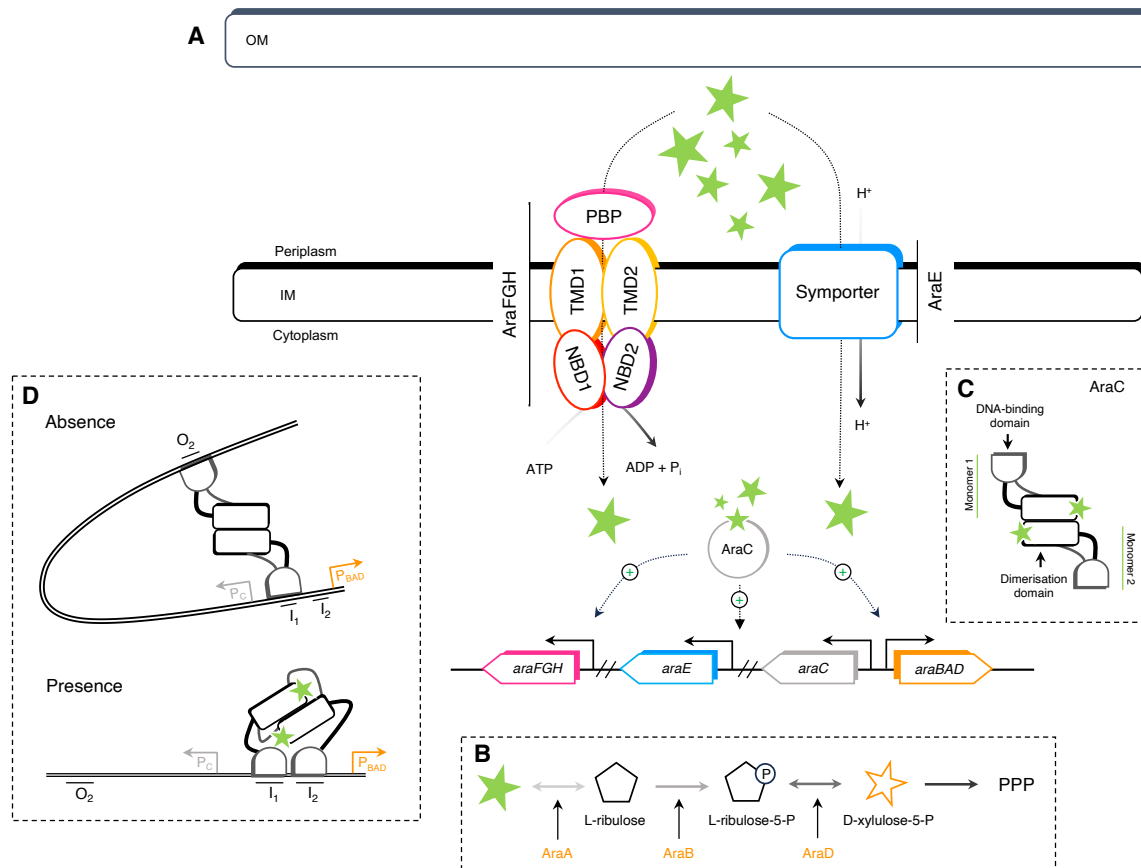 A
OM
PBP
H⁺
Periplasm
IM
Cytoplasm
AraFGH
TMD1
TMD2
NBD1
NBD2
Symporter
AraE
ATP
ADP + Pᵢ
H⁺
AraC
+
+
+
araFGH
araE
araC
araBAD
D
Absence
O₂
P_C
P_BAD
I₁
I₂
Presence
P_C
P_BAD
O₂
I₁
I₂
C
AraC
DNA-binding
domain
Monomer 1
Monomer 2
Dimerisation
domain
B
P
L-ribulose
L-ribulose-5-P
D-xylulose-5-P
PPP
AraA
AraB
AraD